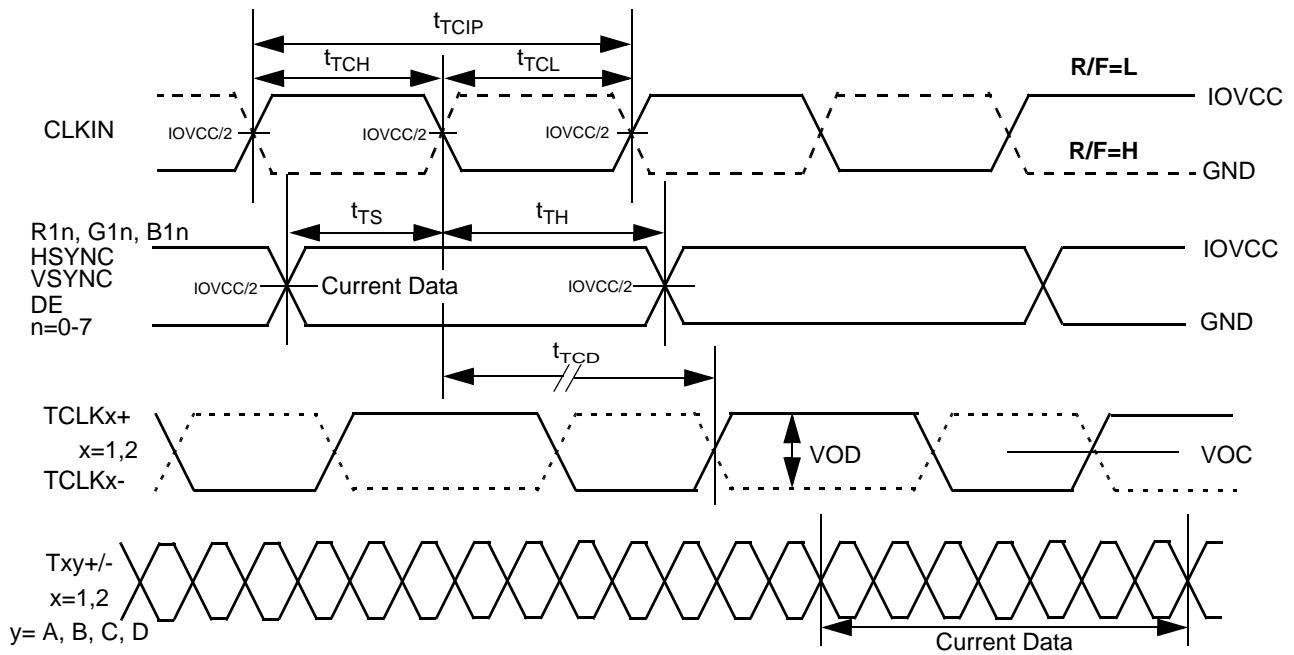 tTCIP
tTCH
tTCL
R/F=L
CLKIN
IOVCC/2
IOVCC/2
IOVCC/2
IOVCC
R/F=H
GND
tTS
tTH
R1n, G1n, B1n
HSYNC
VSYNC
DE
n=0-7
IOVCC/2
Current Data
IOVCC/2
IOVCC
GND
tTCD
TCLKx+
x=1,2
TCLKx-
VOD
VOC
Txy+/-
x=1,2
y= A, B, C, D
Current Data